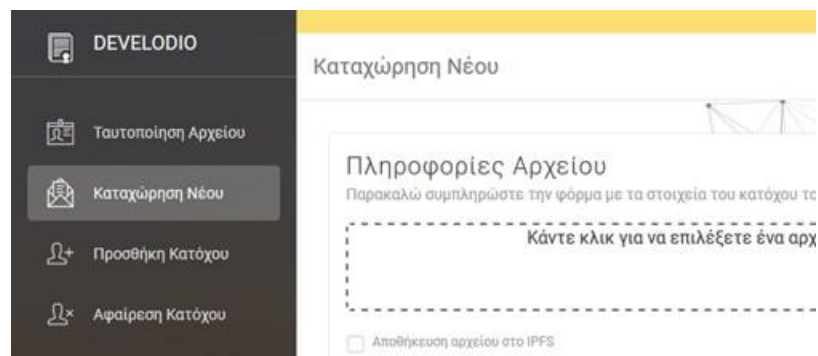 DEVELODIO
Ταυτοποίηση Αρχείου
Καταχώρηση Νέου
Προσθήκη Κατόχου
Αφαίρεση Κατόχου
Καταχώρηση Νέου
Πληροφορίες Αρχείου
Παρακαλώ συμπληρώστε την φόρμα με τα στοιχεία του κατόχου
Κάντε κλικ για να επιλέξετε ένα
Αποθήκευση αρχείου στο IPFS